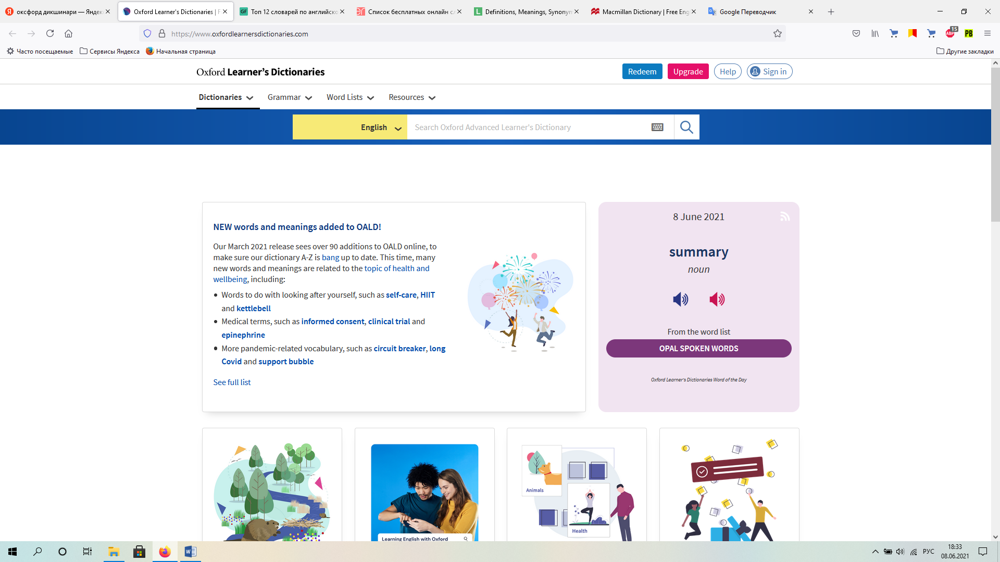 оксфорд дикшинари — Яндекс
Oxford Learner's Dictionaries | F
Топ 12 словарей по английско
Список бесплатных онлайн сл
Definitions, Meanings, Synonyn
Macmillan Dictionary | Free Eng
Google Переводчик
https://www.oxfordlearnersdictionaries.com
15
ABP
PB
Часто посещаемые
Сервисы Яндекса
Начальная страница
Другие закладки
Oxford Learner's Dictionaries
Redeem
Upgrade
Help
Sign in
Dictionaries
Grammar
Word Lists
Resources
English
Search Oxford Advanced Learner's Dictionary
NEW words and meanings added to OALD!
Our March 2021 release sees over 90 additions to OALD online, to
make sure our dictionary A-Z is bang up to date. This time, many
new words and meanings are related to the topic of health and
wellbeing, including:
Words to do with looking after yourself, such as self-care, HIIT
and kettlebell
Medical terms, such as informed consent, clinical trial and
epinephrine
More pandemic-related vocabulary, such as circuit breaker, long
Covid and support bubble
See full list
8 June 2021
summary
noun
From the word list
OPAL SPOKEN WORDS
Oxford Learner's Dictionaries Word of the Day
Learning English with Oxford
Animals
Health
РУС
18:33
08.06.2021